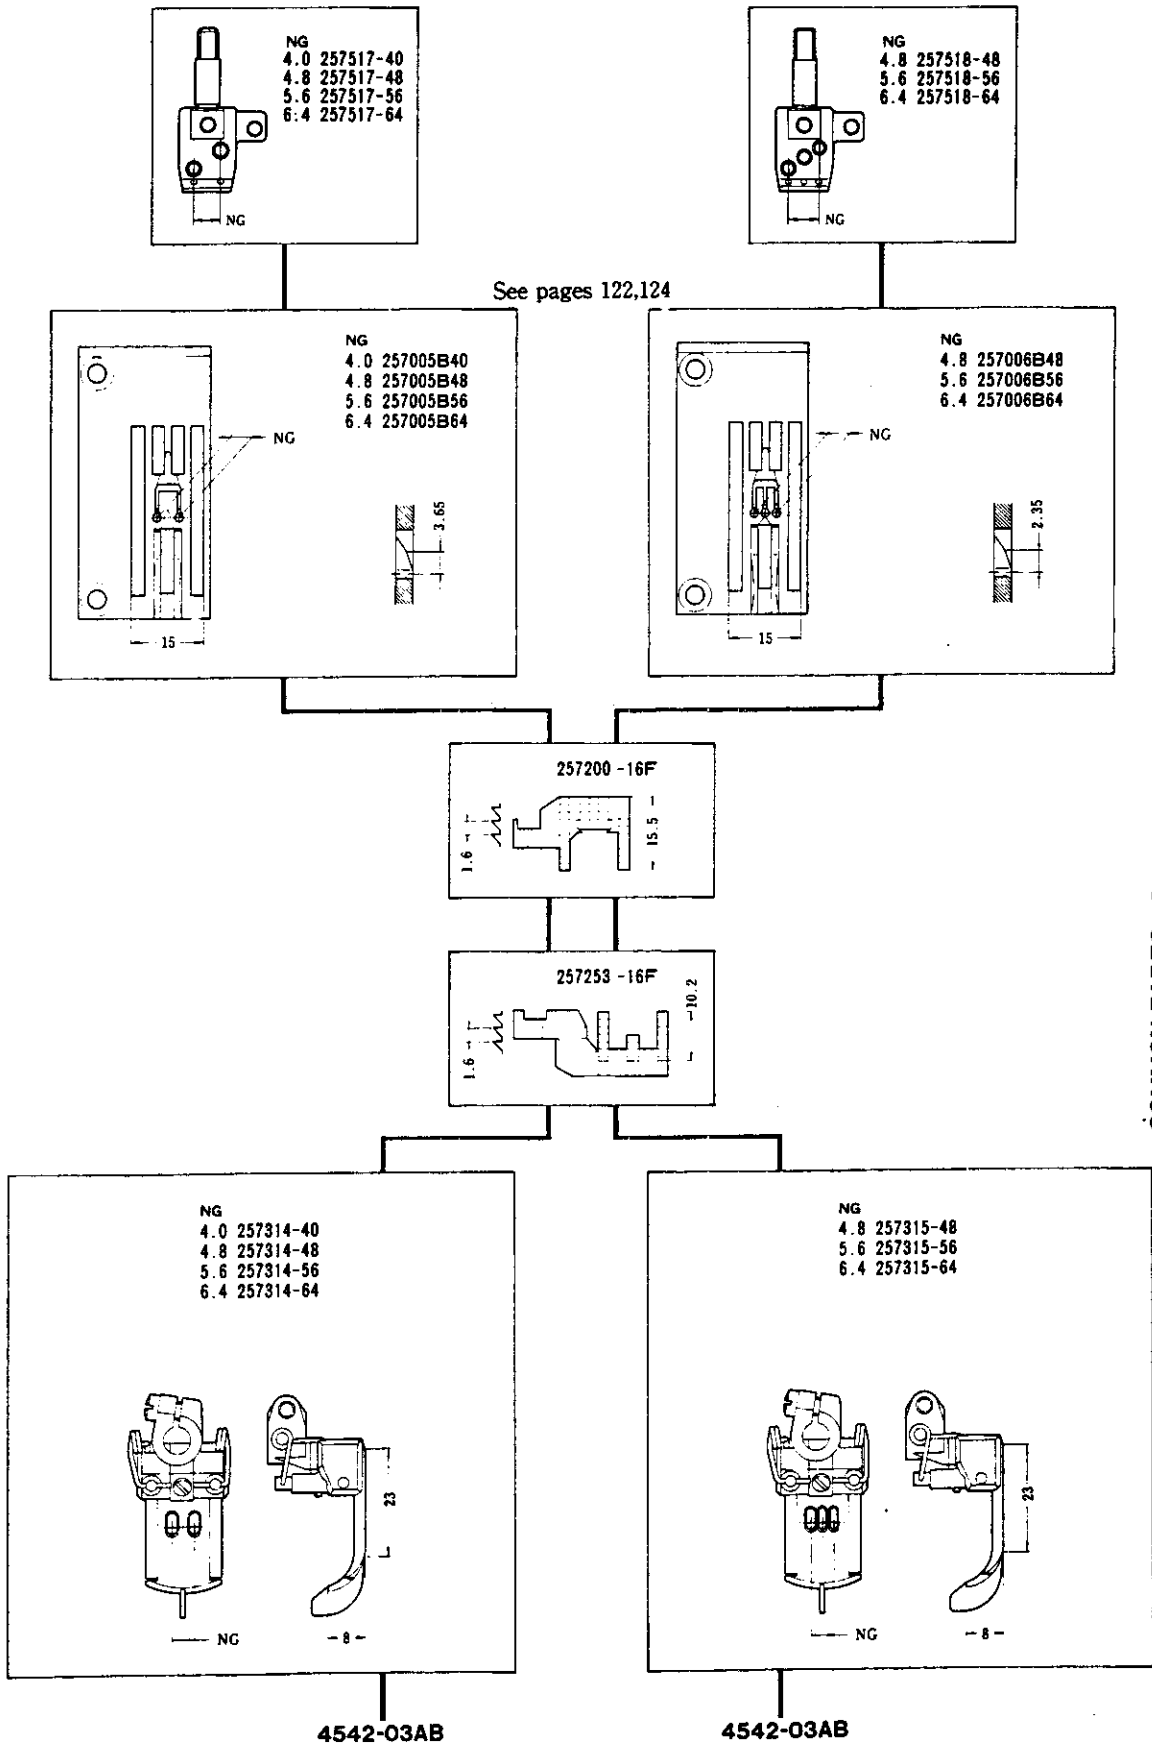 NG
4.0 257517-40
4.8 257517-48
5.6 257517-56
6.4 257517-64
NG
NG
4.8 257518-48
5.6 257518-56
6.4 257518-64
NG
See pages 122,124
NG
4.0 257005B40
4.8 257005B48
5.6 257005B56
6.4 257005B64
NG
3.65
15
NG
4.8 257006B48
5.6 257006B56
6.4 257006B64
NG
2.35
15
257200-16F
1.6
15.5
257253-16F
1.6
10.2
NG
4.0 257314-40
4.8 257314-48
5.6 257314-56
6.4 257314-64
23
NG
8
NG
4.8 257315-48
5.6 257315-56
6.4 257315-64
23
NG
8
4542-03AB
4542-03AB